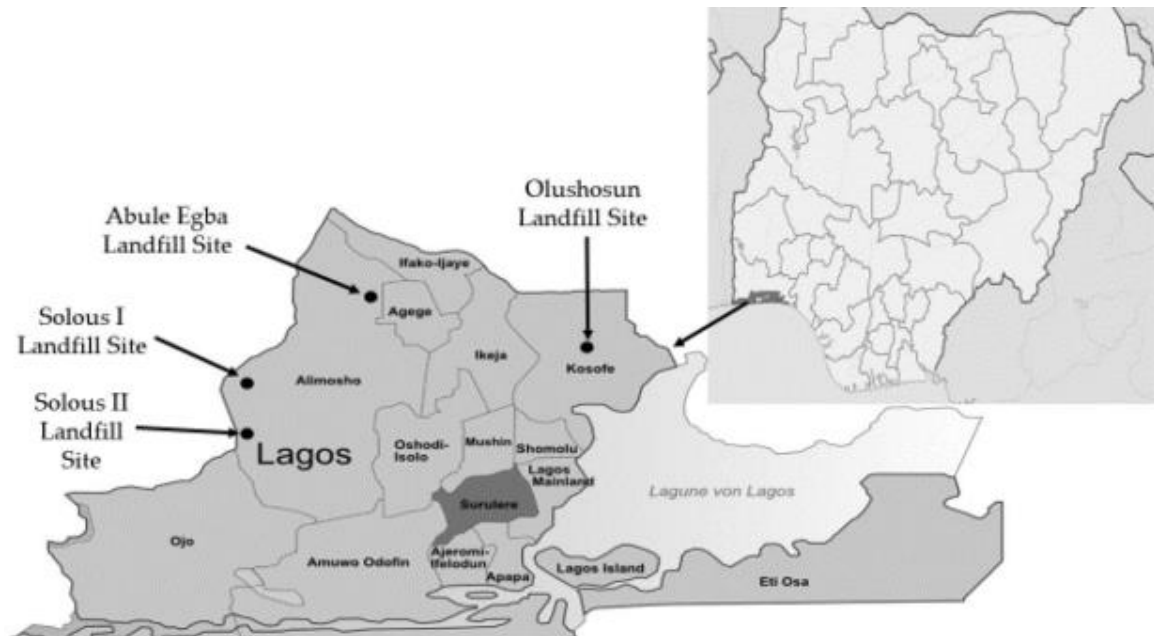 Olushosun
Landfill Site
Abule Egba
Landfill Site
Ifako-Ijaye
Agege
Solous I
Landfill Site
Ikeja
Kosofe
Alimosho
Solous II
Landfill
Site
Lagos
Oshodi-
Isolo
Mushin
Shomolu
Lagos
Mainland
Lagune von Lagos
Surulere
Ojo
Amuwo Odofin
Ajeromi-
Ifelodun
Apapa
Lagos Island
Eti Osa